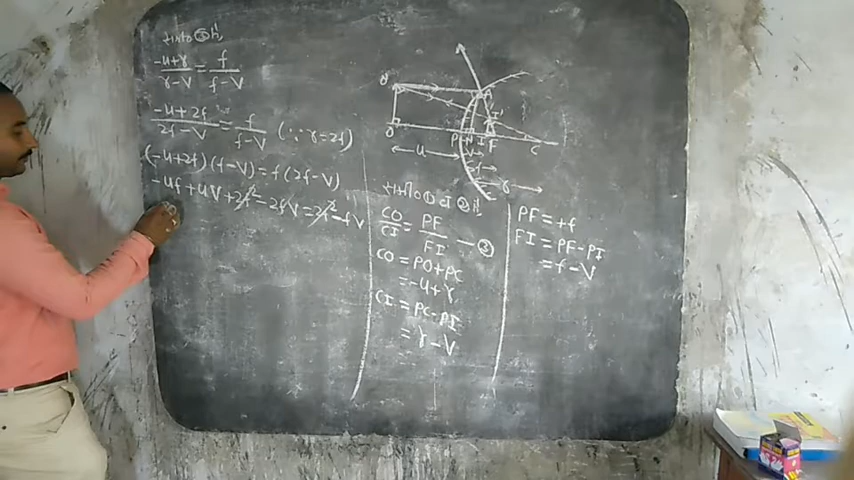 -u+r/r-v = f/f-v
-u+2f/2f-v = f/f-v (∵ r=2f)
(-u+2f)(f-v)=f(2f-v)
-uf+uv+2f²-2fv=2f²-fv
O'
A
I'
O P N I F C
u
v
f
r
CO/CI = PF/FI —③
CO = PO+PC
= -u+r
CI = PC-PI
= r-v
PF=+f
FI=PF-PI
=f-v